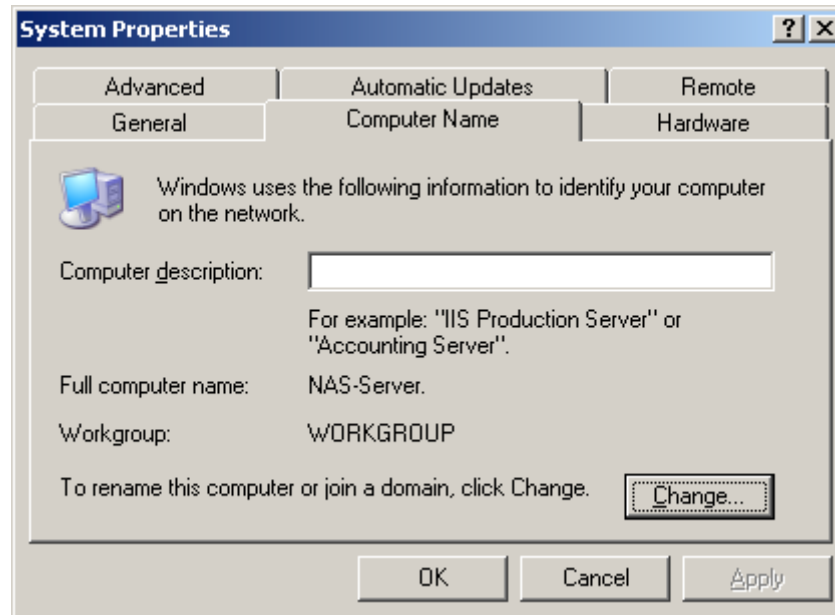 System Properties
Advanced
Automatic Updates
Remote
General
Computer Name
Hardware
Windows uses the following information to identify your computer
on the network.
Computer description:
For example: "IIS Production Server" or
"Accounting Server".
Full computer name:
NAS-Server.
Workgroup:
WORKGROUP
To rename this computer or join a domain, click Change.
Change...
OK
Cancel
Apply